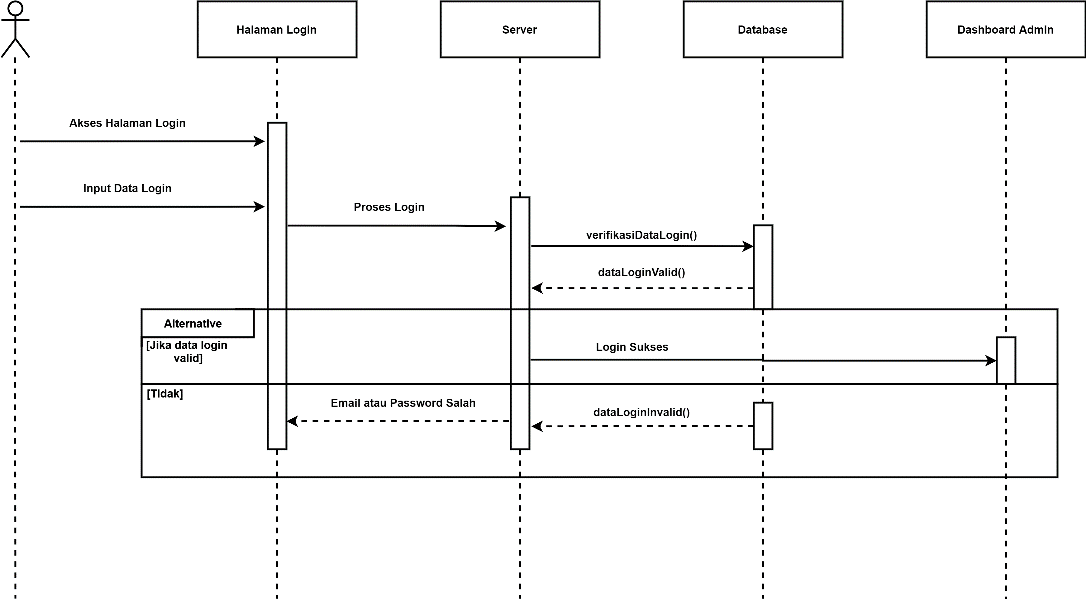 Halaman Login
Server
Database
Dashboard Admin
Akses Halaman Login
Input Data Login
Proses Login
verifikasiDataLogin()
dataLoginValid()
Alternative
[Jika data login
valid]
Login Sukses
[Tidak]
Email atau Password Salah
dataLoginInvalid()